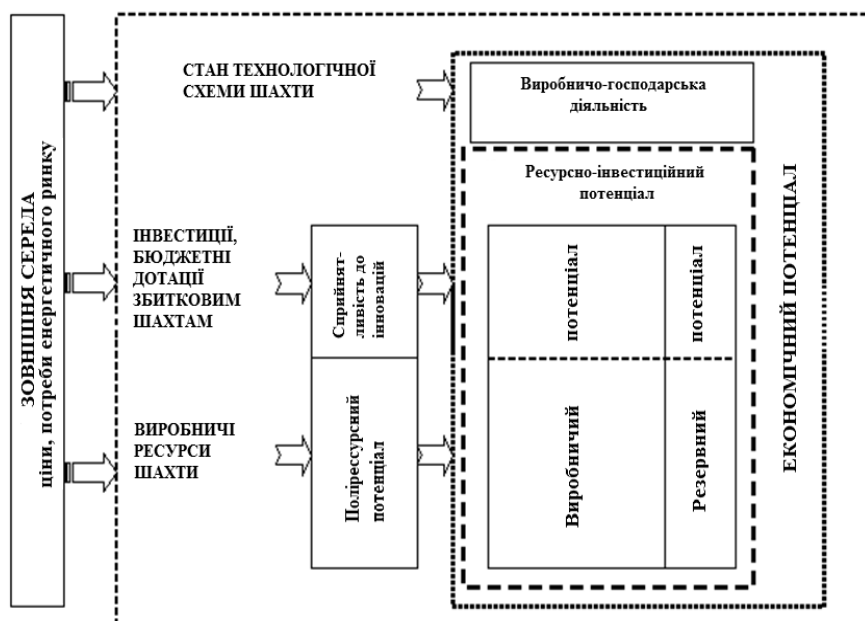 ЗОВНІШНЯ СЕРЕДА
ціни, потреби енергетичного ринку
СТАН ТЕХНОЛОГІЧНОЇ
СХЕМИ ШАХТИ
ІНВЕСТИЦІЇ,
БЮДЖЕТНІ
ДОТАЦІЇ
ЗБИТКОВИМ
ШАХТАМ
ВИРОБНИЧІ
РЕСУРСИ
ШАХТИ
Сприйнят-
ливість до
інновацій
Полірессурсний
потенціал
Виробничо-господарська
діяльність
Ресурсно-інвестиційний
потенціал
Виробничий потенціал
Резервний потенціал
ЕКОНОМІЧНИЙ ПОТЕНЦІАЛ